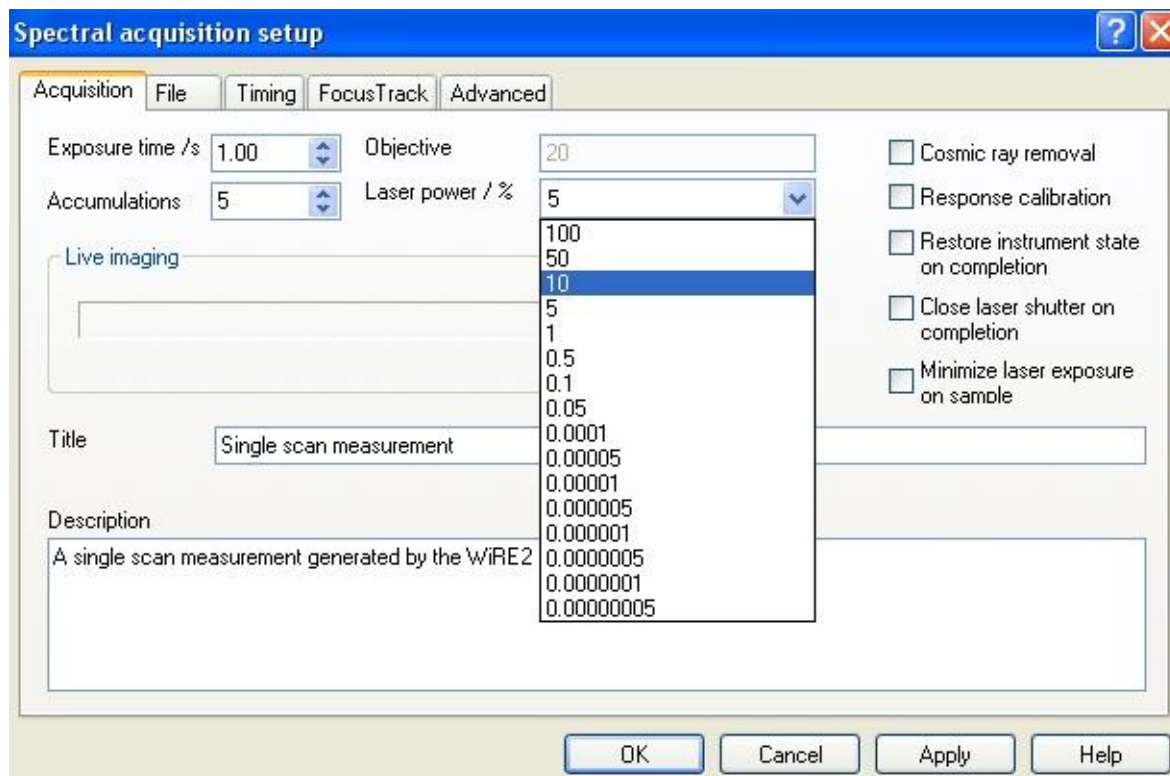 Spectral acquisition setup
Acquisition File Timing FocusTrack Advanced
Exposure time /s 1.00 Objective 20
Cosmic ray removal
Accumulations 5 Laser power / % 5
Response calibration
Live imaging
100
50
10
5
1
0.5
0.1
0.05
0.0001
0.00005
0.00001
0.000005
0.000001
0.0000005
0.0000001
0.00000005
Restore instrument state
on completion
Close laser shutter on
completion
Minimize laser exposure
on sample
Title Single scan measurement
Description
A single scan measurement generated by the WiRE2
OK Cancel Apply Help